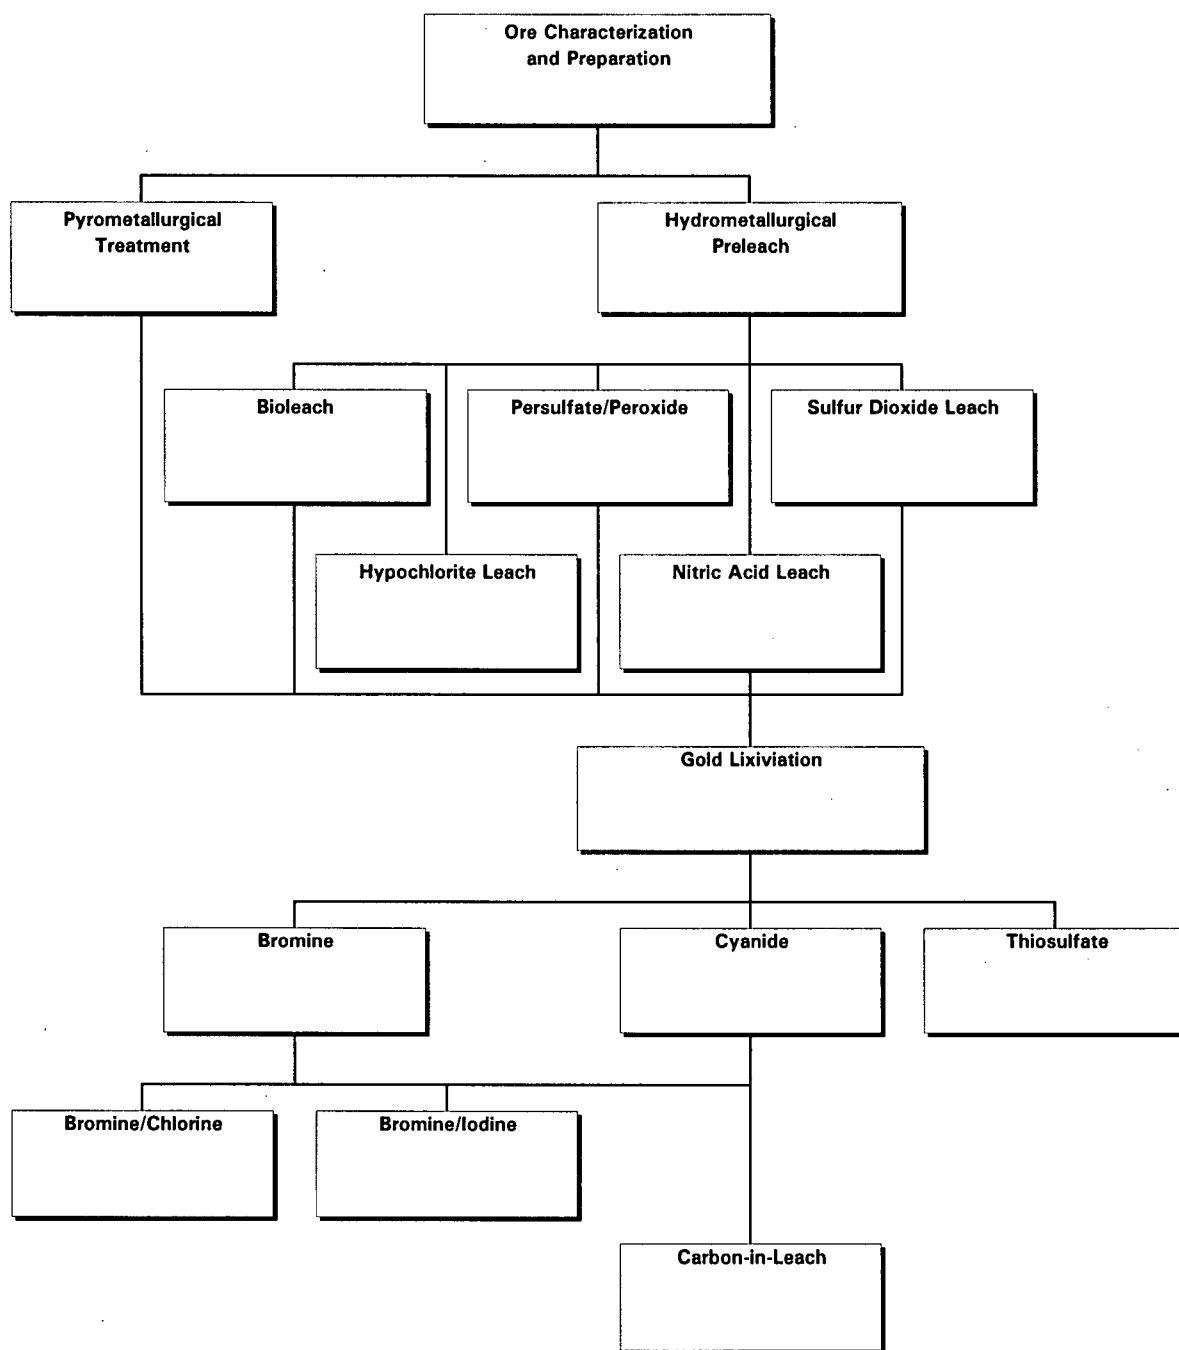 Ore Characterization
and Preparation
Pyrometallurgical
Treatment
Hydrometallurgical
Preleach
Bioleach
Persulfate/Peroxide
Sulfur Dioxide Leach
Hypochlorite Leach
Nitric Acid Leach
Gold Lixiviation
Bromine
Cyanide
Thiosulfate
Bromine/Chlorine
Bromine/Iodine
Carbon-in-Leach